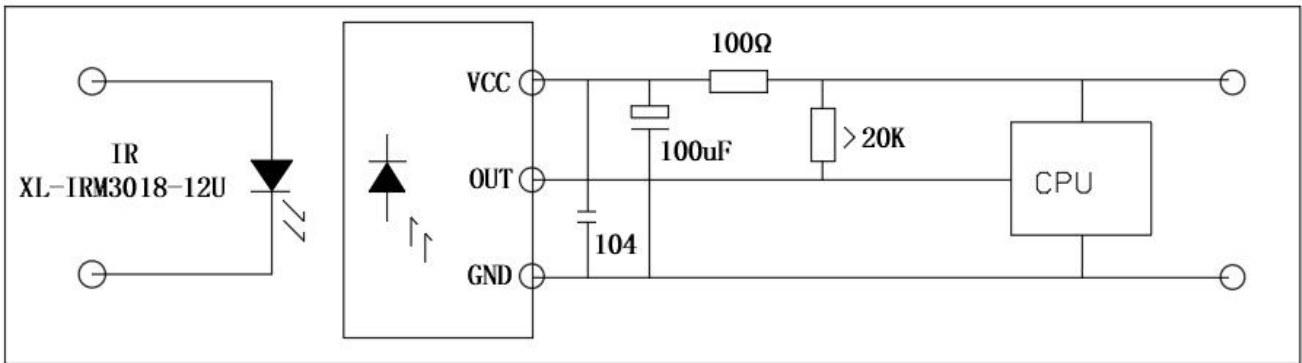 100Ω
VCC
IR
XL-IRM3018-12U
100uF
>20K
OUT
CPU
104
GND